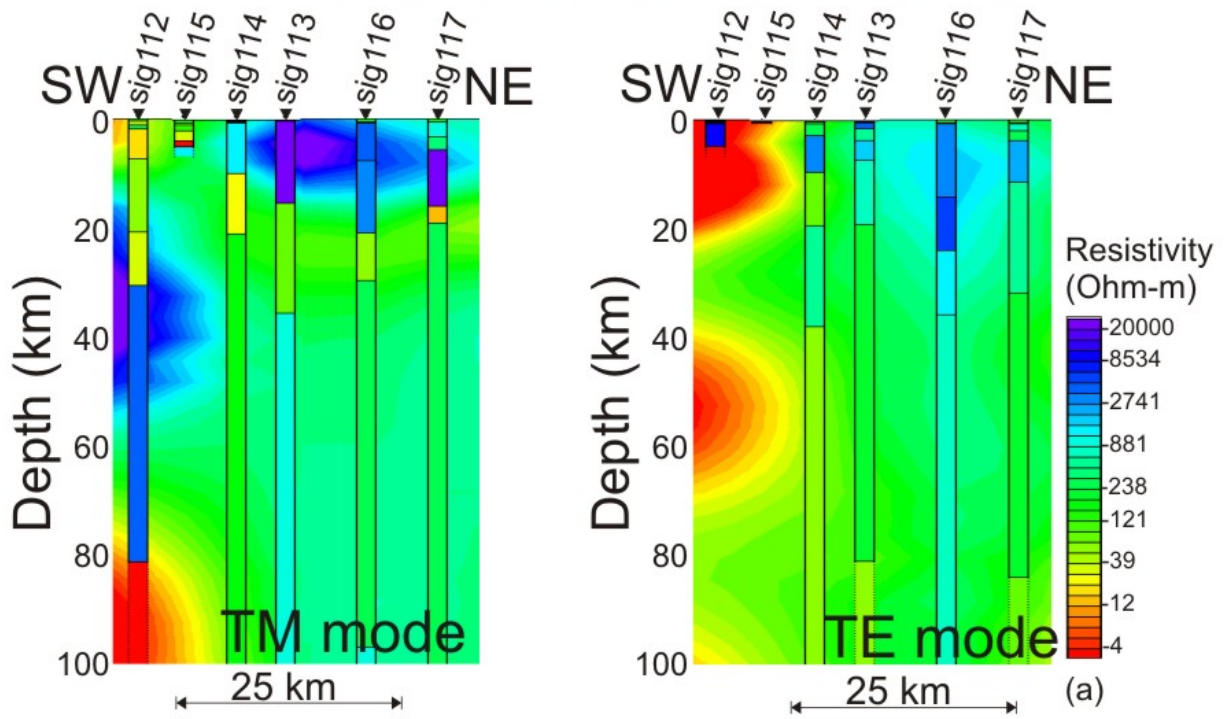 sig112
sig115
sig114
sig113
sig116
sig117
SW
NE
0
20
40
60
80
100
Depth (km)
TM mode
25 km
sig112
sig115
sig114
sig113
sig116
sig117
SW
NE
0
20
40
60
80
100
Depth (km)
TE mode
25 km
Resistivity
(Ohm-m)
20000
8534
2741
881
238
121
39
12
4
(a)